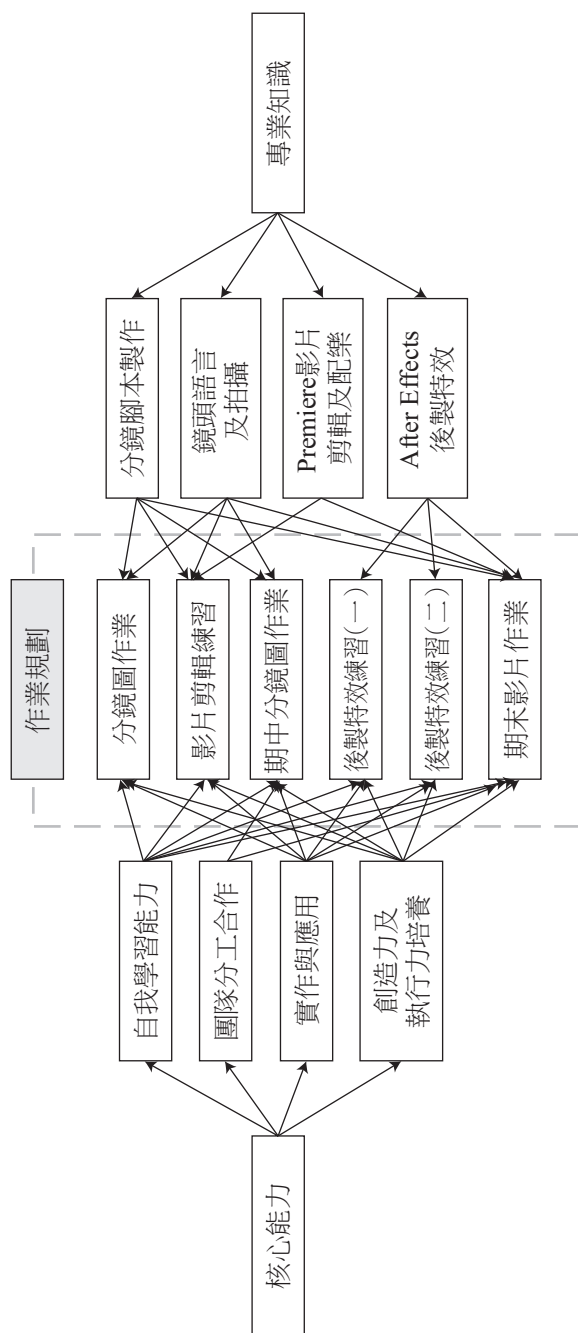 專業知識
分鏡腳本製作
鏡頭語言
及拍攝
Premiere影片
剪輯及配樂
After Effects
後製特效
作業規劃
分鏡圖作業
影片剪輯練習
期中分鏡圖作業
後製特效練習(一)
後製特效練習(二)
期末影片作業
自我學習能力
團隊分工合作
實作與應用
創造力及
執行力培養
核心能力